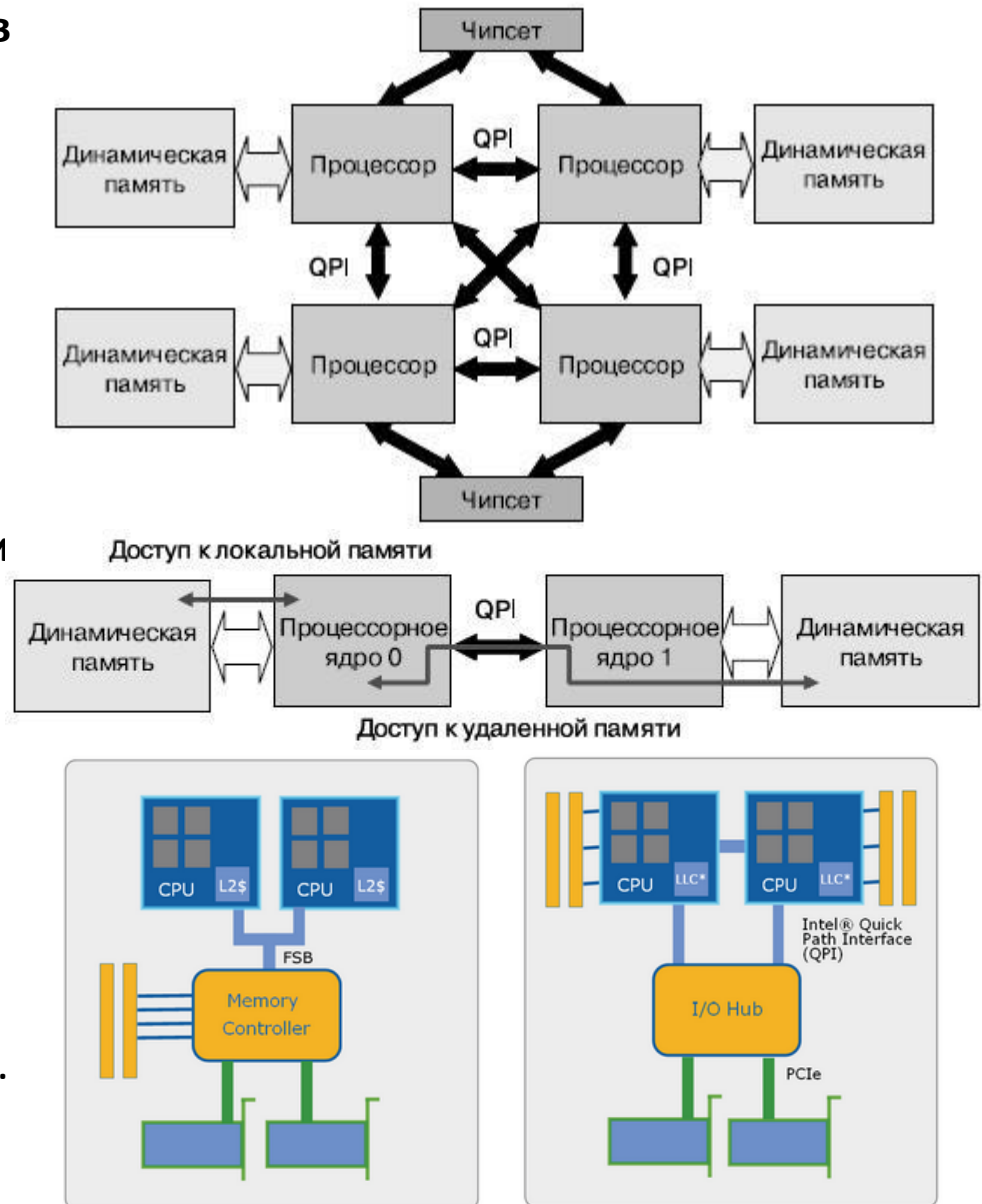 в
Чипсет
Динамическая
память
Процессор
QPI
Процессор
Динамическая
память
QPI
QPI
Динамическая
память
Процессор
QPI
Процессор
Динамическая
память
Чипсет
Доступ к локальной памяти
Динамическая
память
Процессорное
ядро 0
QPI
Процессорное
ядро 1
Динамическая
память
Доступ к удаленной памяти
CPU
L2$
CPU
L2$
FSB
Memory
Controller
CPU
LLC*
CPU
LLC*
Intel® Quick
Path Interface
(QPI)
I/O Hub
PCIe
.